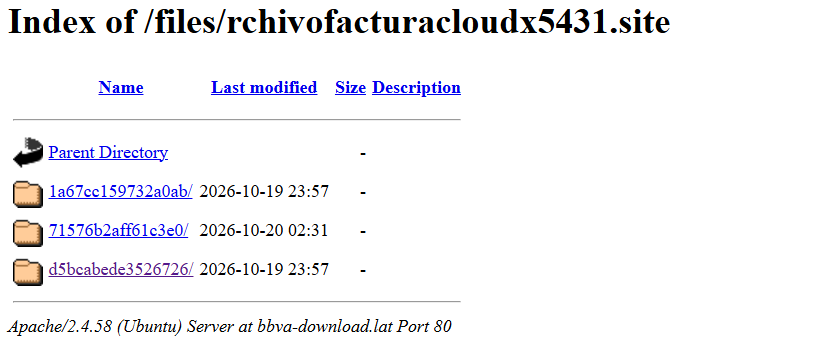 Index of /files/rchivofacturacloudx5431.site
Name Last modified Size Description
Parent Directory -
1a67cc159732a0ab/ 2026-10-19 23:57 -
71576b2aff61c3e0/ 2026-10-20 02:31 -
d5bcabede3526726/ 2026-10-19 23:57 -
Apache/2.4.58 (Ubuntu) Server at bbva-download.lat Port 80